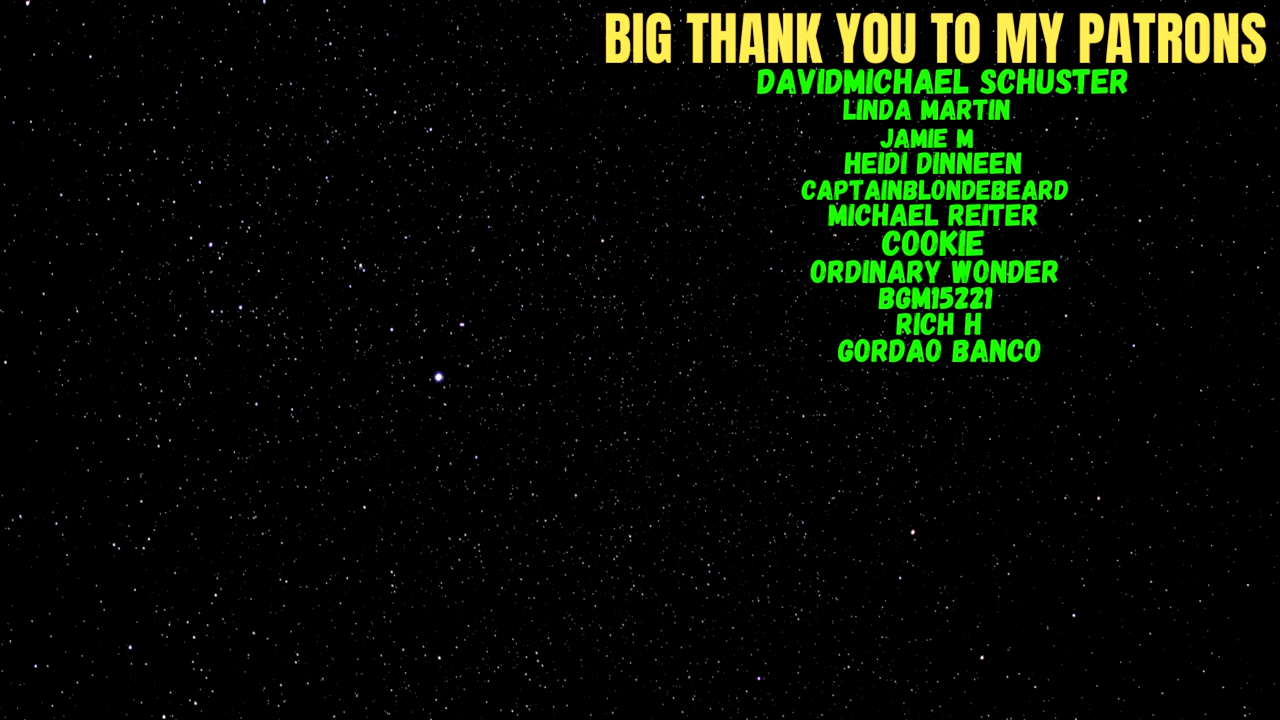 BIG THANK YOU TO MY PATRONS
DAVIDMICHAEL SCHUSTER
LINDA MARTIN
JAMIE M
HEIDI DINNEEN
CAPTAINBLONDEBEARD
MICHAEL REITER
COOKIE
ORDINARY WONDER
BGM15221
RICH H
GORDAO BANCO